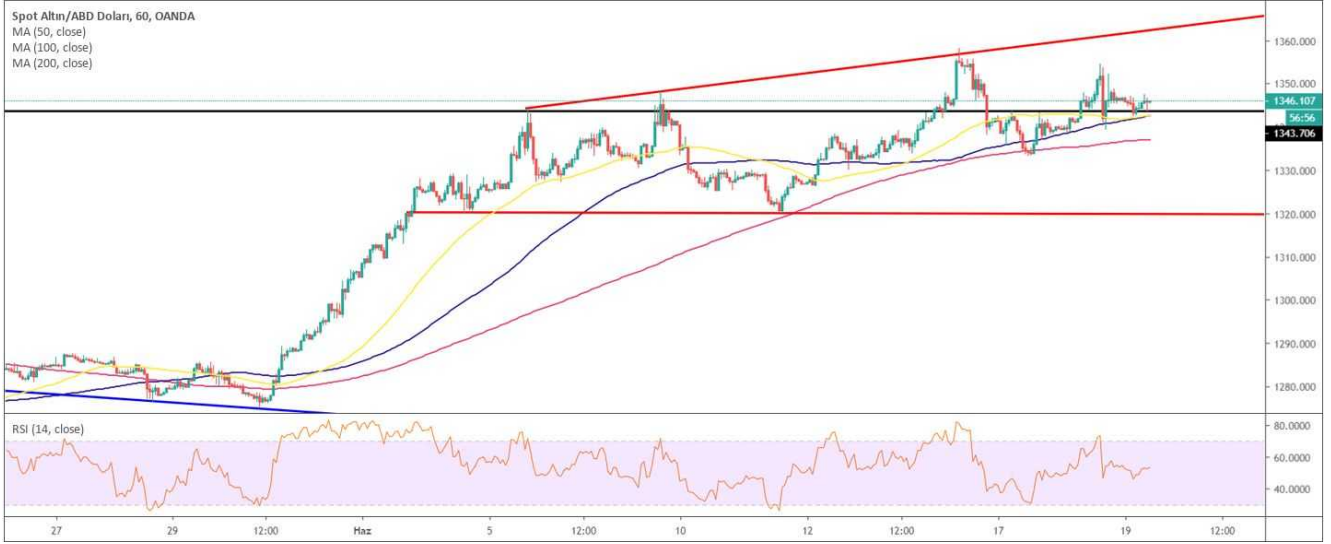 Spot Altın/ABD Doları, 60, OANDA
MA (50, close)
MA (100, close)
MA (200, close)
1360.000
1350.000
1346.107
56:56
1343.706
1330.000
1320.000
1310.000
1300.000
1290.000
1280.000
RSI (14, close)
80.0000
60.0000
40.0000
27 29 12:00 Haz 5 12:00 10 12 12:00 17 19 12:00